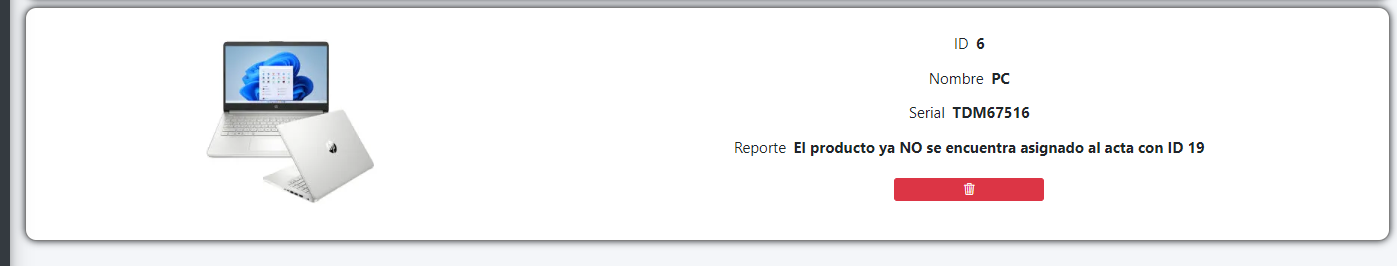 ID 6
Nombre PC
Serial TDM67516
Reporte El producto ya NO se encuentra asignado al acta con ID 19